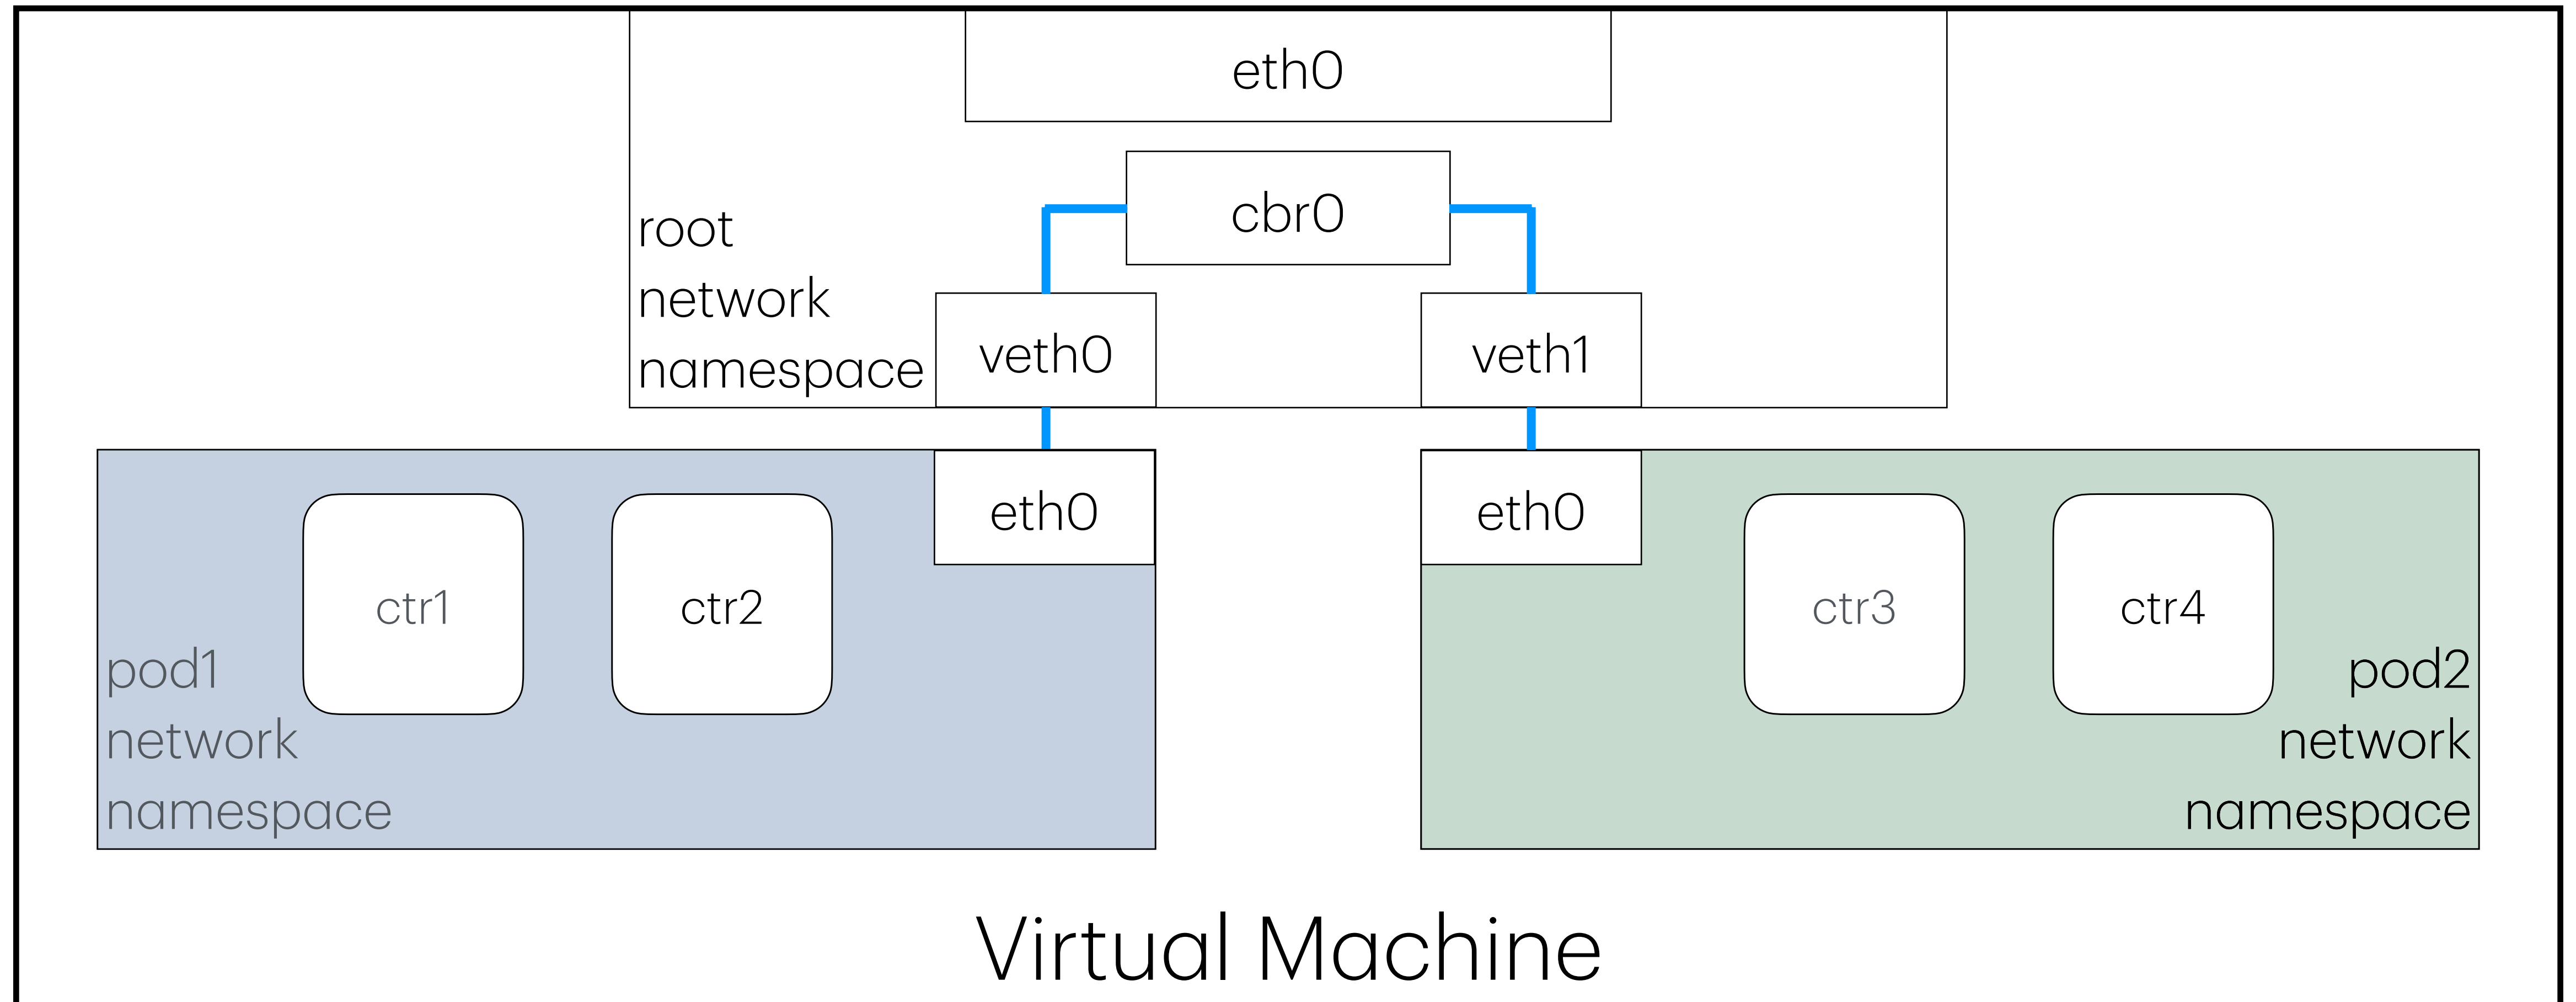 eth0
cbr0
root
network
namespace
veth0
veth1
eth0
eth0
ctr1
ctr2
ctr3
ctr4
pod1
network
namespace
pod2
network
namespace
Virtual Machine